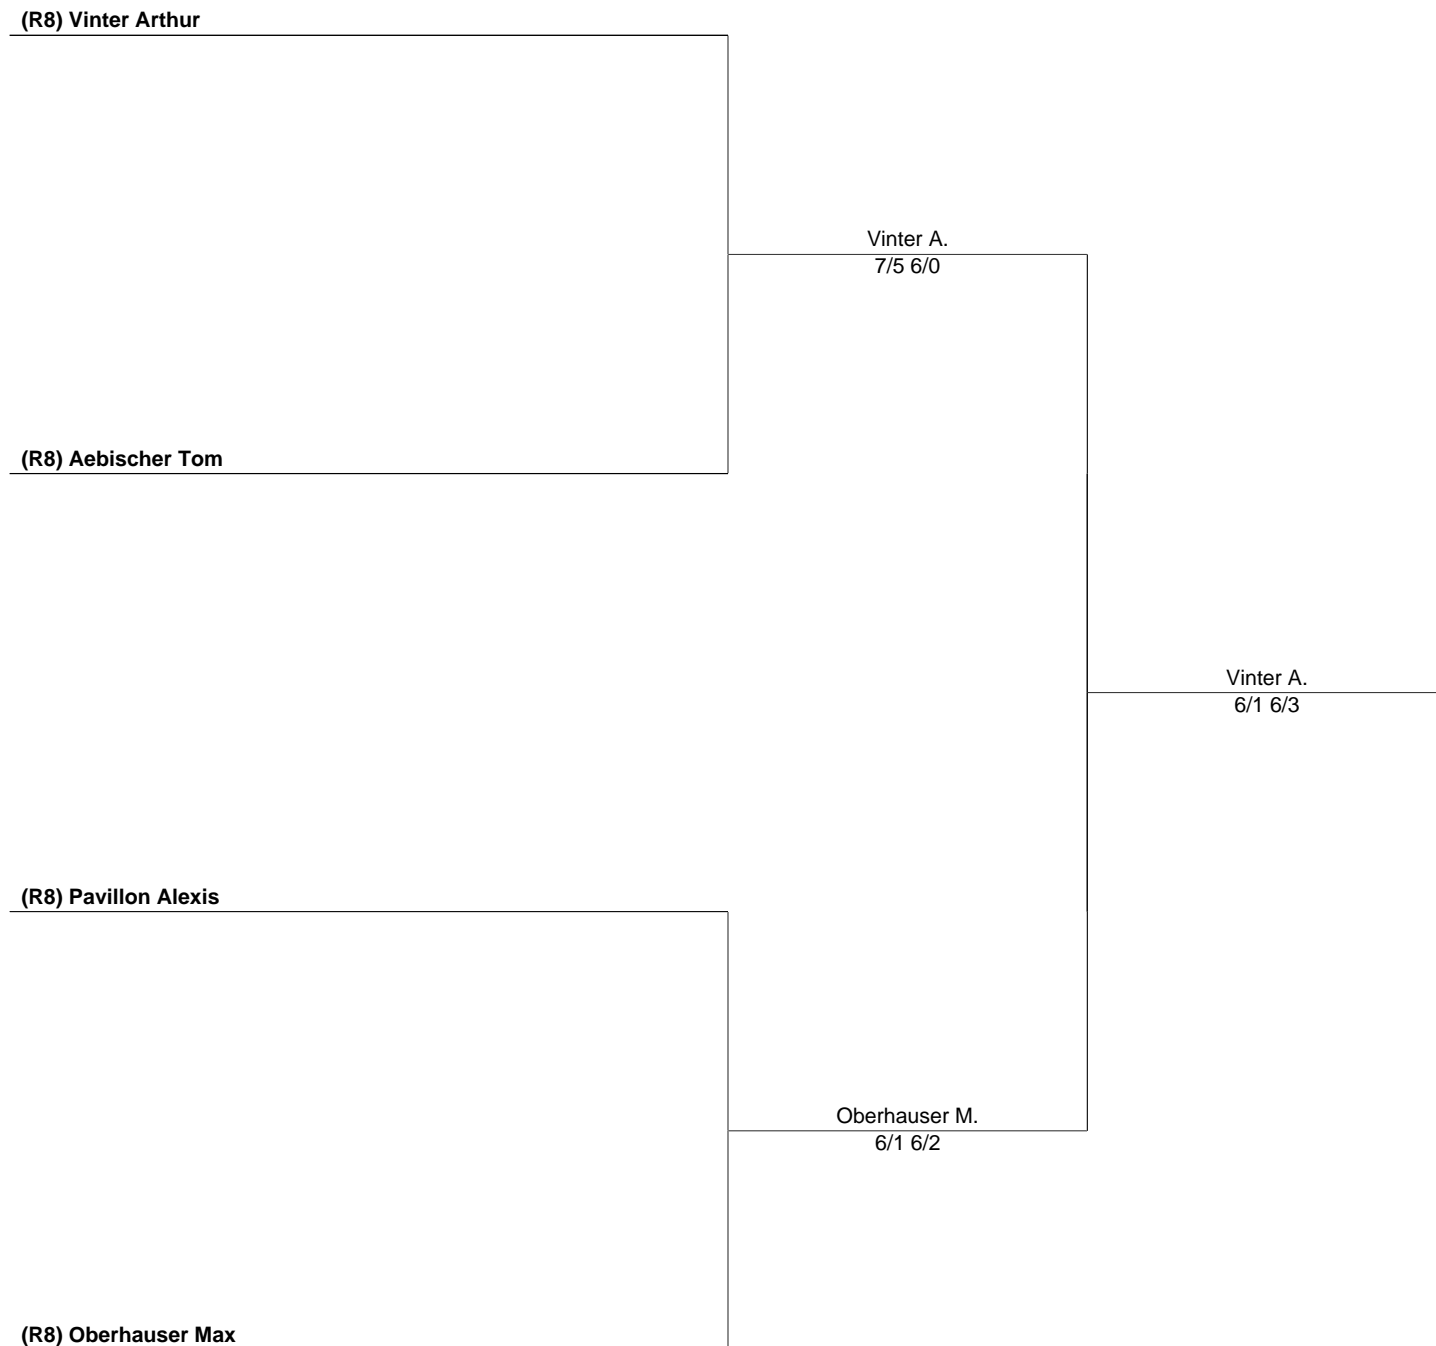 (R8) Vinter Arthur
Vinter A.
7/5 6/0
(R8) Aebischer Tom
Vinter A.
6/1 6/3
(R8) Pavillon Alexis
Oberhauser M.
6/1 6/2
(R8) Oberhauser Max